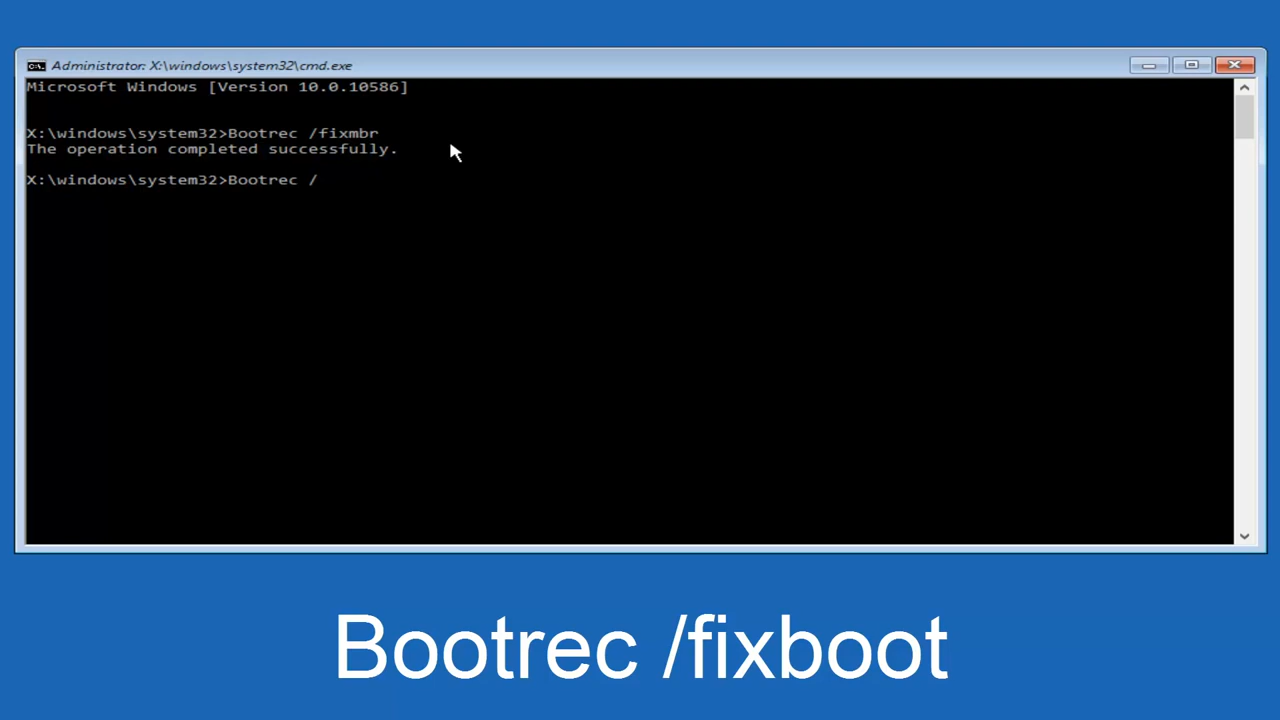 Administrator: X:\windows\system32\cmd.exe
Microsoft Windows [Version 10.0.10586]
X:\windows\system32>Bootrec /fixmbr
The operation completed successfully.
X:\windows\system32>Bootrec /
Bootrec /fixboot